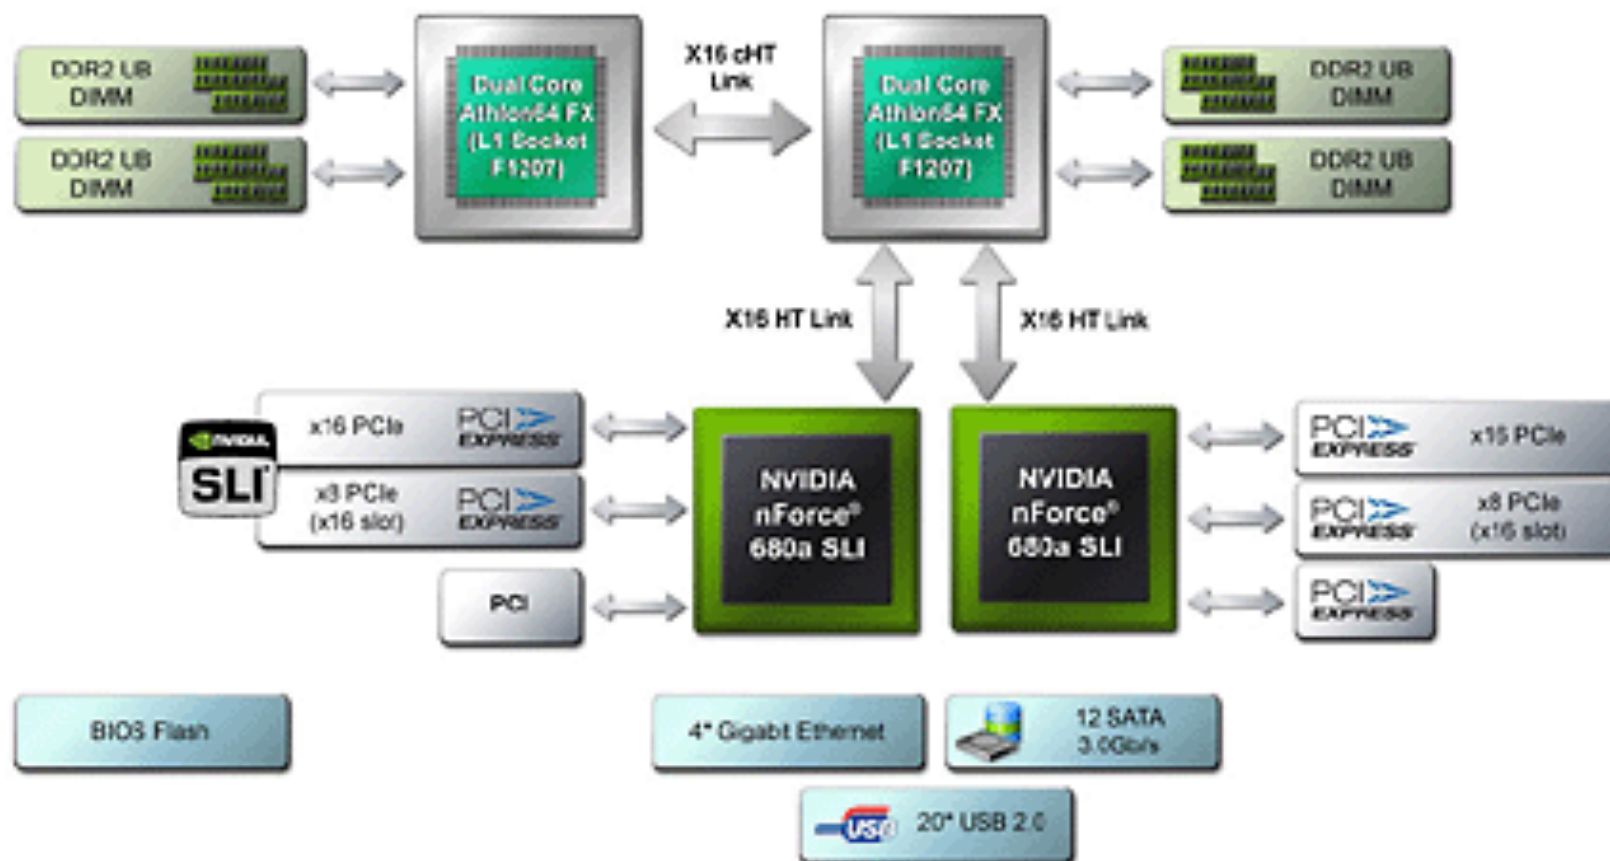 DDR2 UB
DIMM
DDR2 UB
DIMM
Dual Core
Athlon64 FX
(L1 Socket
F1207)
X16 cHT
Link
Dual Core
Athlon64 FX
(L1 Socket
F1207)
DDR2 UB
DIMM
DDR2 UB
DIMM
X16 HT Link
X16 HT Link
NVIDIA
SLI
x16 PCIe
PCI
EXPRESS
x8 PCIe
(x16 slot)
PCI
EXPRESS
PCI
NVIDIA
nForce®
680a SLI
NVIDIA
nForce®
680a SLI
PCI
EXPRESS
x16 PCIe
PCI
EXPRESS
x8 PCIe
(x16 slot)
PCI
EXPRESS
BIOS Flash
4* Gigabt Ethernet
12 SATA
3.0Gb/s
USB
20* USB 2.0